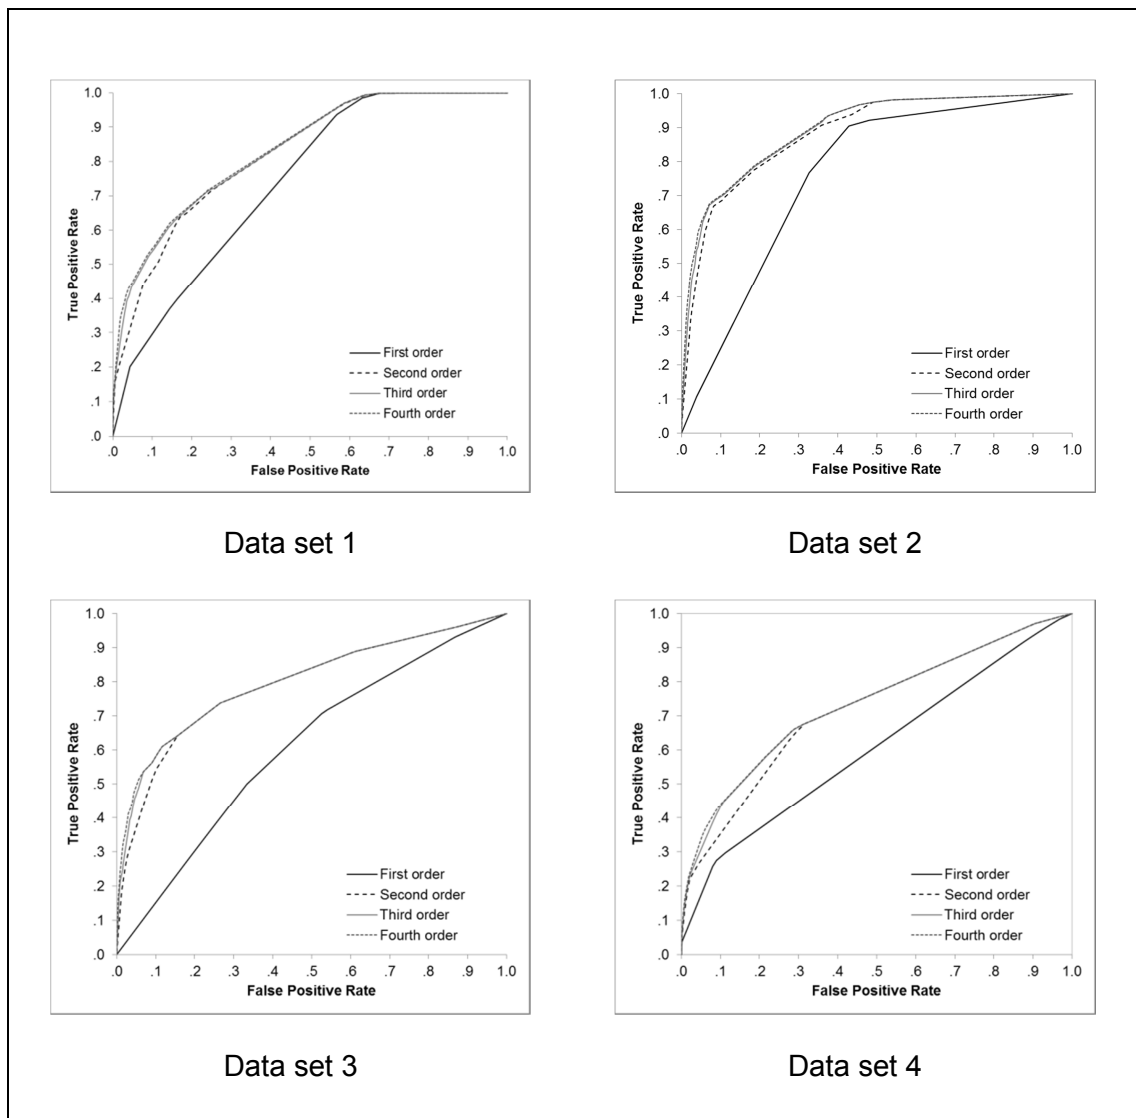 1.0
.9
.8
.7
.6
.5
.4
.3
.2
.1
.0
True Positive Rate
First order
Second order
Third order
Fourth order
.0 .1 .2 .3 .4 .5 .6 .7 .8 .9 1.0
False Positive Rate
Data set 1
1.0
.9
.8
.7
.6
.5
.4
.3
.2
.1
.0
True Positive Rate
First order
Second order
Third order
Fourth order
.0 .1 .2 .3 .4 .5 .6 .7 .8 .9 1.0
False Positive Rate
Data set 2
1.0
.9
.8
.7
.6
.5
.4
.3
.2
.1
.0
True Positive Rate
First order
Second order
Third order
Fourth order
.0 .1 .2 .3 .4 .5 .6 .7 .8 .9 1.0
False Positive Rate
Data set 3
1.0
.9
.8
.7
.6
.5
.4
.3
.2
.1
.0
True Positive Rate
First order
Second order
Third order
Fourth order
.0 .1 .2 .3 .4 .5 .6 .7 .8 .9 1.0
False Positive Rate
Data set 4